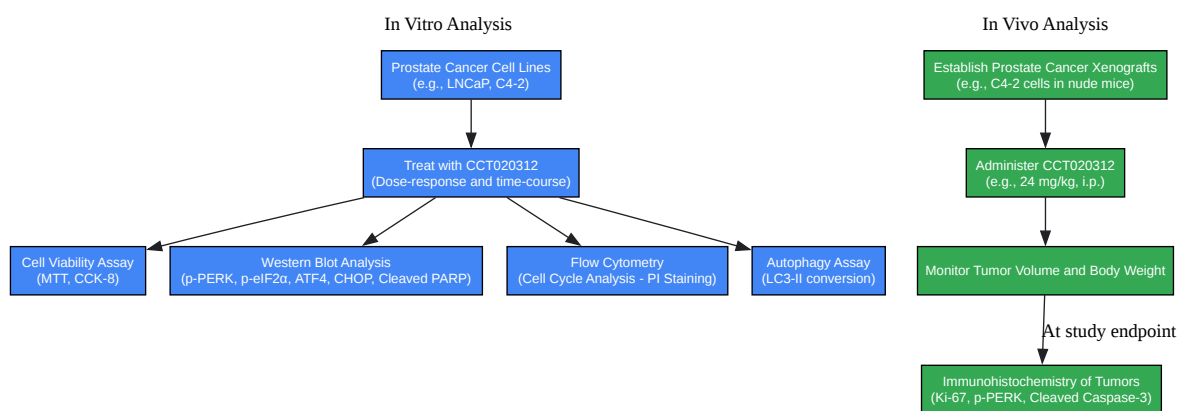 In Vitro Analysis
Prostate Cancer Cell Lines
(e.g., LNCaP, C4-2)
Treat with CCT020312
(Dose-response and time-course)
Cell Viability Assay
(MTT, CCK-8)
Western Blot Analysis
(p-PERK, p-eIF2α, ATF4, CHOP, Cleaved PARP)
Flow Cytometry
(Cell Cycle Analysis - PI Staining)
Autophagy Assay
(LC3-II conversion)
In Vivo Analysis
Establish Prostate Cancer Xenografts
(e.g., C4-2 cells in nude mice)
Administer CCT020312
(e.g., 24 mg/kg, i.p.)
Monitor Tumor Volume and Body Weight
At study endpoint
Immunohistochemistry of Tumors
(Ki-67, p-PERK, Cleaved Caspase-3)